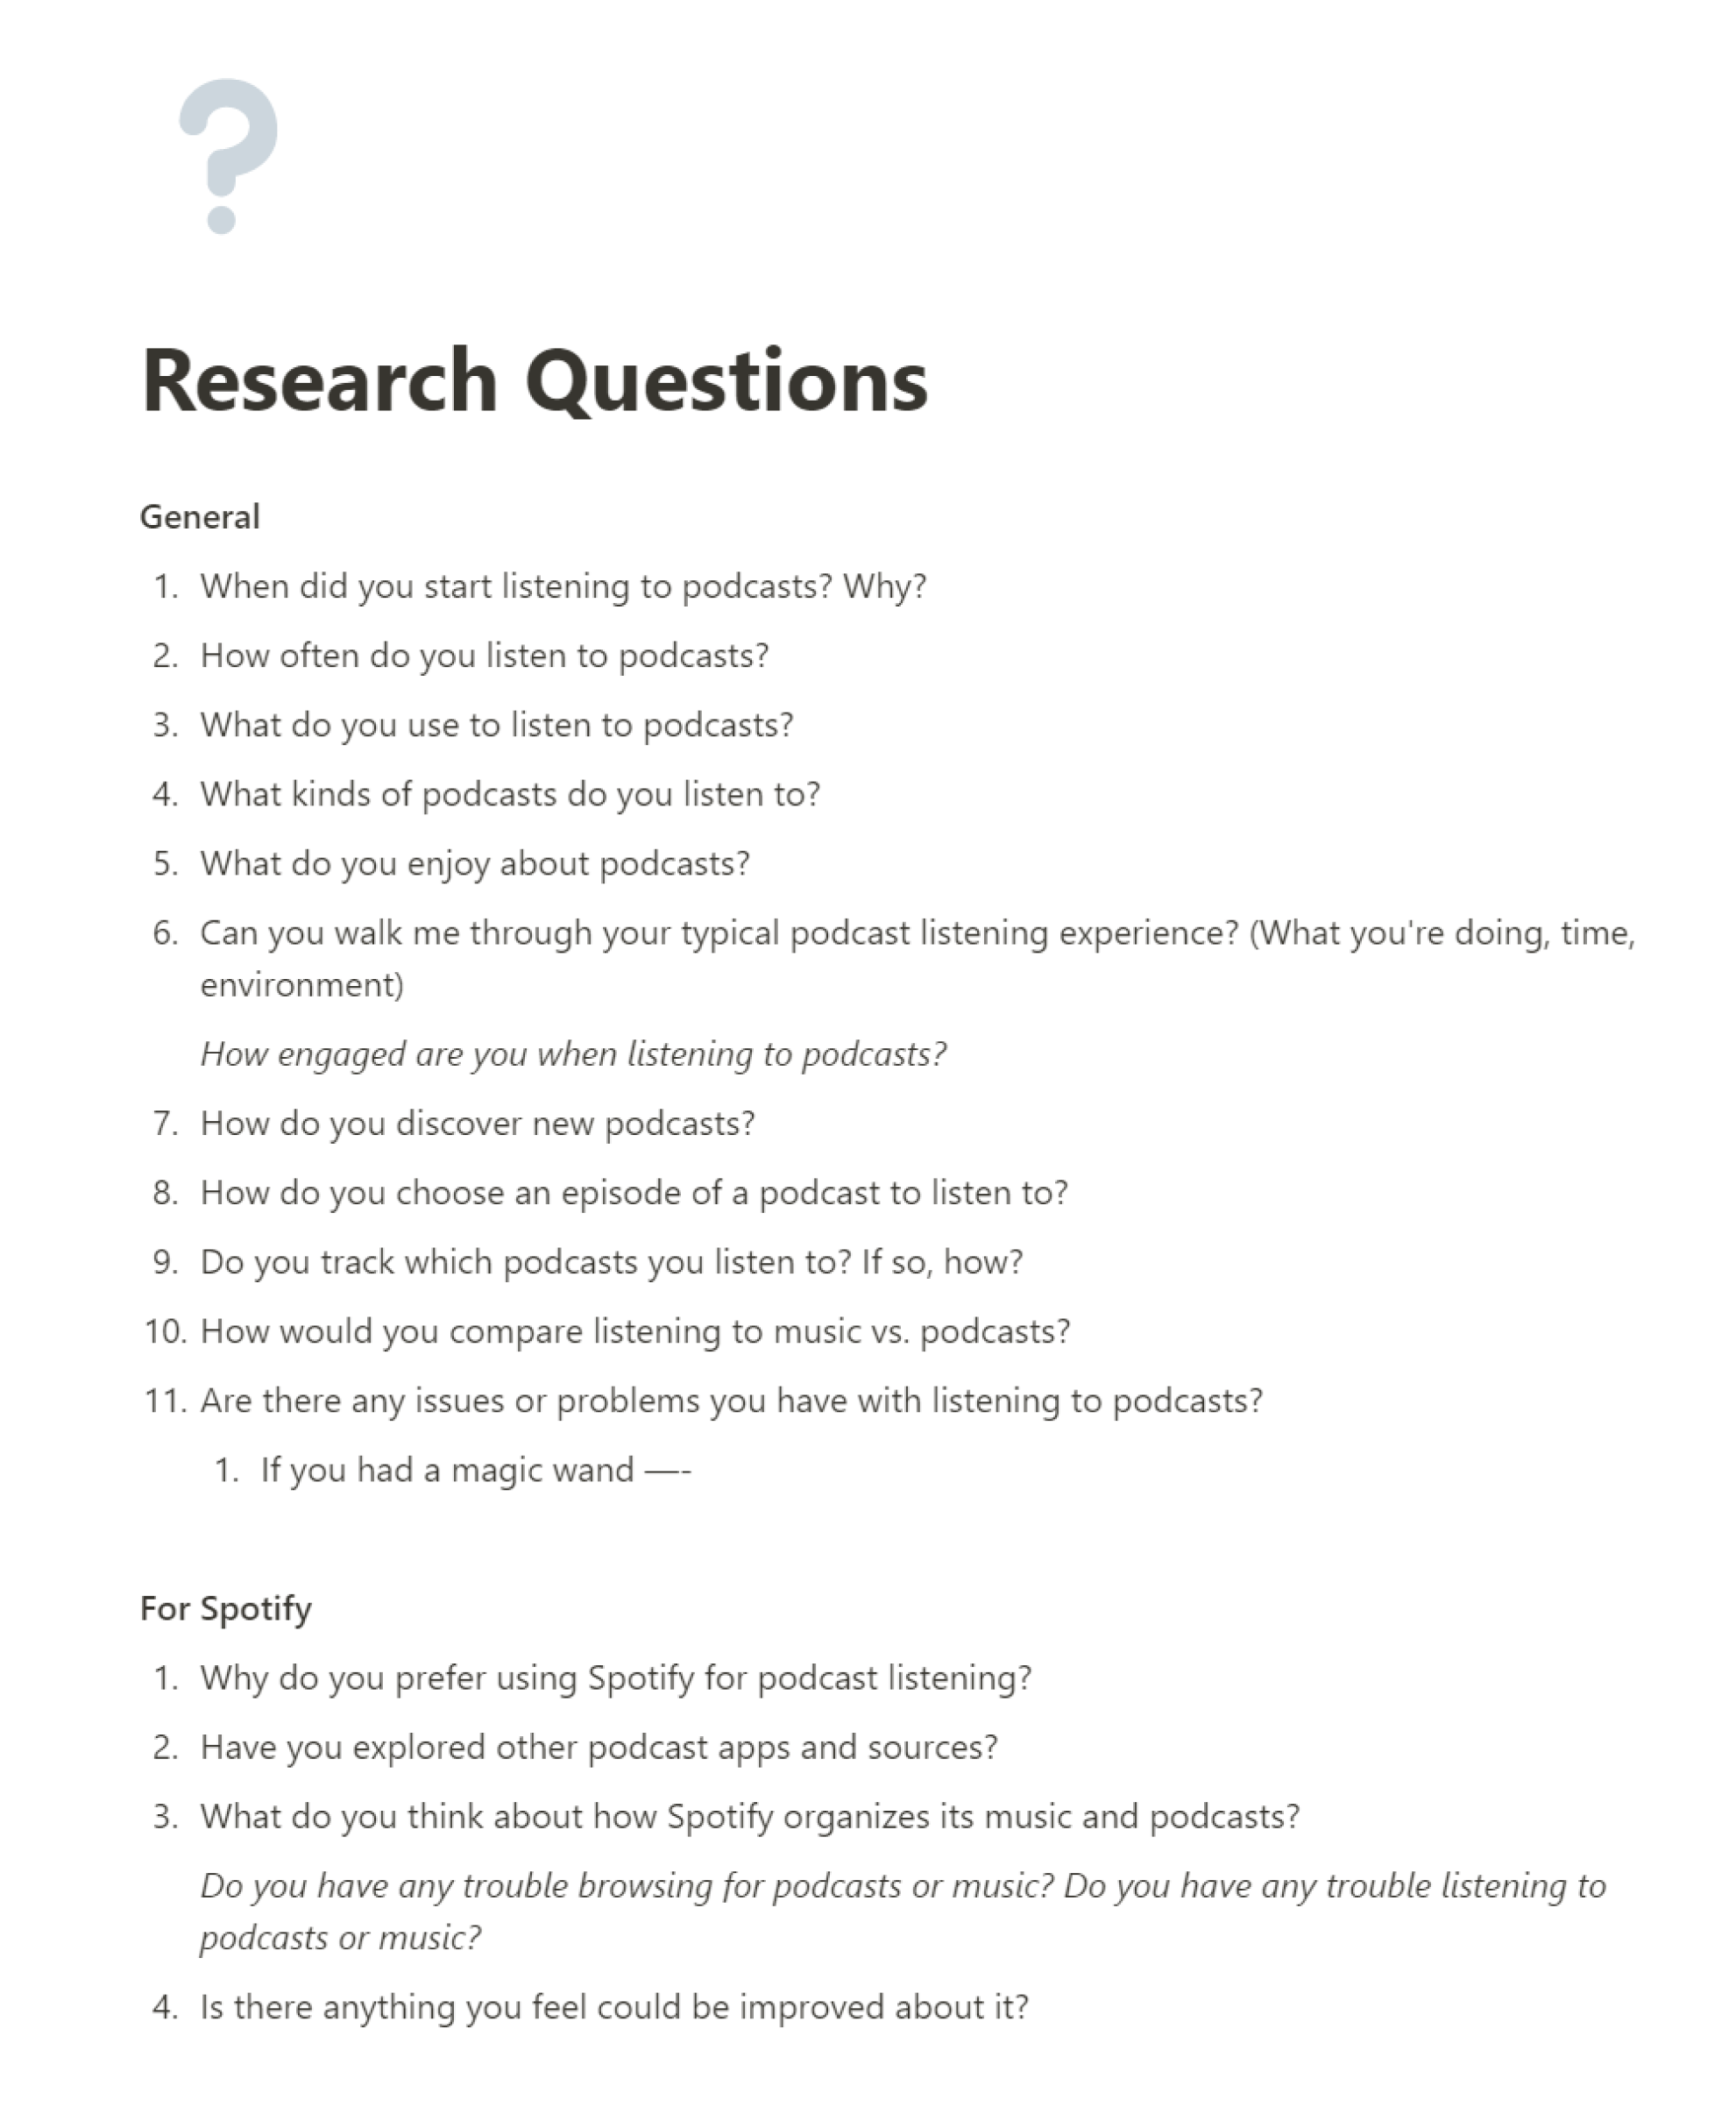 ?
Research Questions
General
1. When did you start listening to podcasts? Why?
2. How often do you listen to podcasts?
3. What do you use to listen to podcasts?
4. What kinds of podcasts do you listen to?
5. What do you enjoy about podcasts?
6. Can you walk me through your typical podcast listening experience? (What you're doing, time,
environment)
How engaged are you when listening to podcasts?
7. How do you discover new podcasts?
8. How do you choose an episode of a podcast to listen to?
9. Do you track which podcasts you listen to? If so, how?
10. How would you compare listening to music vs. podcasts?
11. Are there any issues or problems you have with listening to podcasts?
1. If you had a magic wand —-
For Spotify
1. Why do you prefer using Spotify for podcast listening?
2. Have you explored other podcast apps and sources?
3. What do you think about how Spotify organizes its music and podcasts?
Do you have any trouble browsing for podcasts or music? Do you have any trouble listening to
podcasts or music?
4. Is there anything you feel could be improved about it?